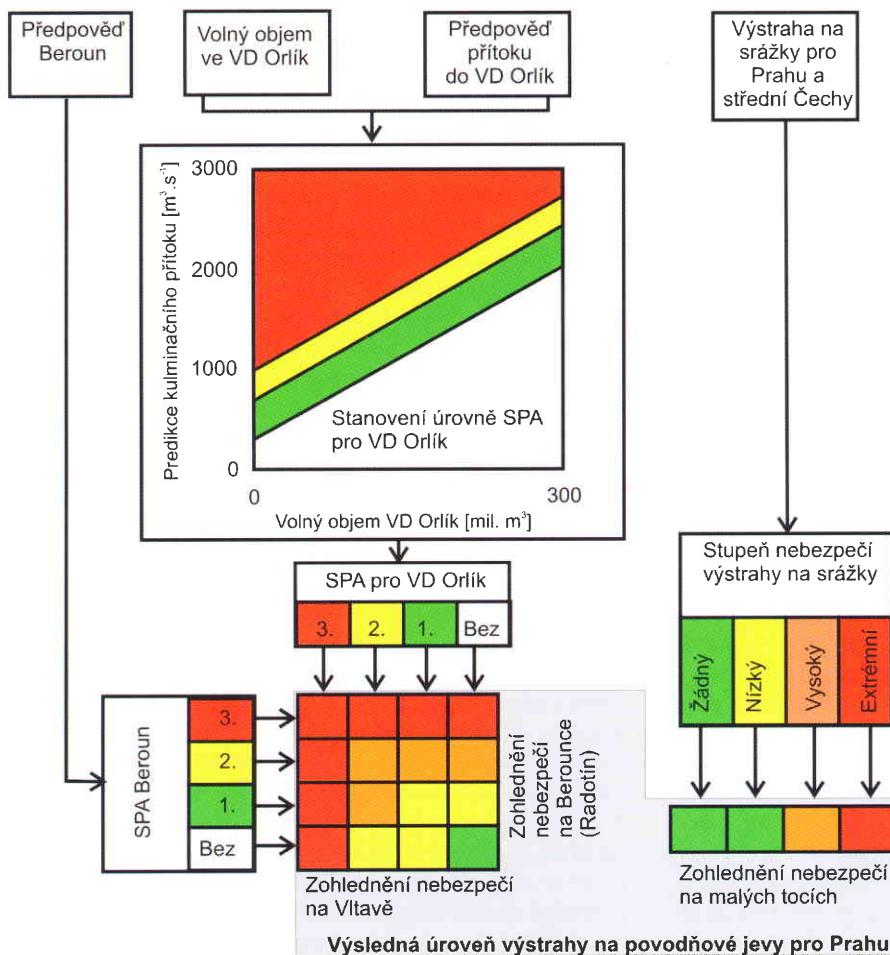 Předpověď
Beroun
Volný objem
ve VD Orlík
Předpověď
přítoku
do VD Orlík
Výstraha na
srážky pro
Prahu a
střední Čechy
Predikce kulminačního přítoku [m³.s⁻¹]
3000
2000
1000
0
Stanovení úrovně SPA
pro VD Orlík
0
300
Volný objem VD Orlík [mil. m³]
SPA pro VD Orlík
3.
2.
1.
Bez
Stupeň nebezpečí
výstrahy na srážky
Žádný
Nízký
Vysoký
Extrémní
SPA Beroun
3.
2.
1.
Bez
Zohlednění
nebezpečí
na Berounce
(Radotín)
Zohlednění nebezpečí
na Vltavě
Zohlednění nebezpečí
na malých tocích
Výsledná úroveň výstrahy na povodňové jevy pro Prahu